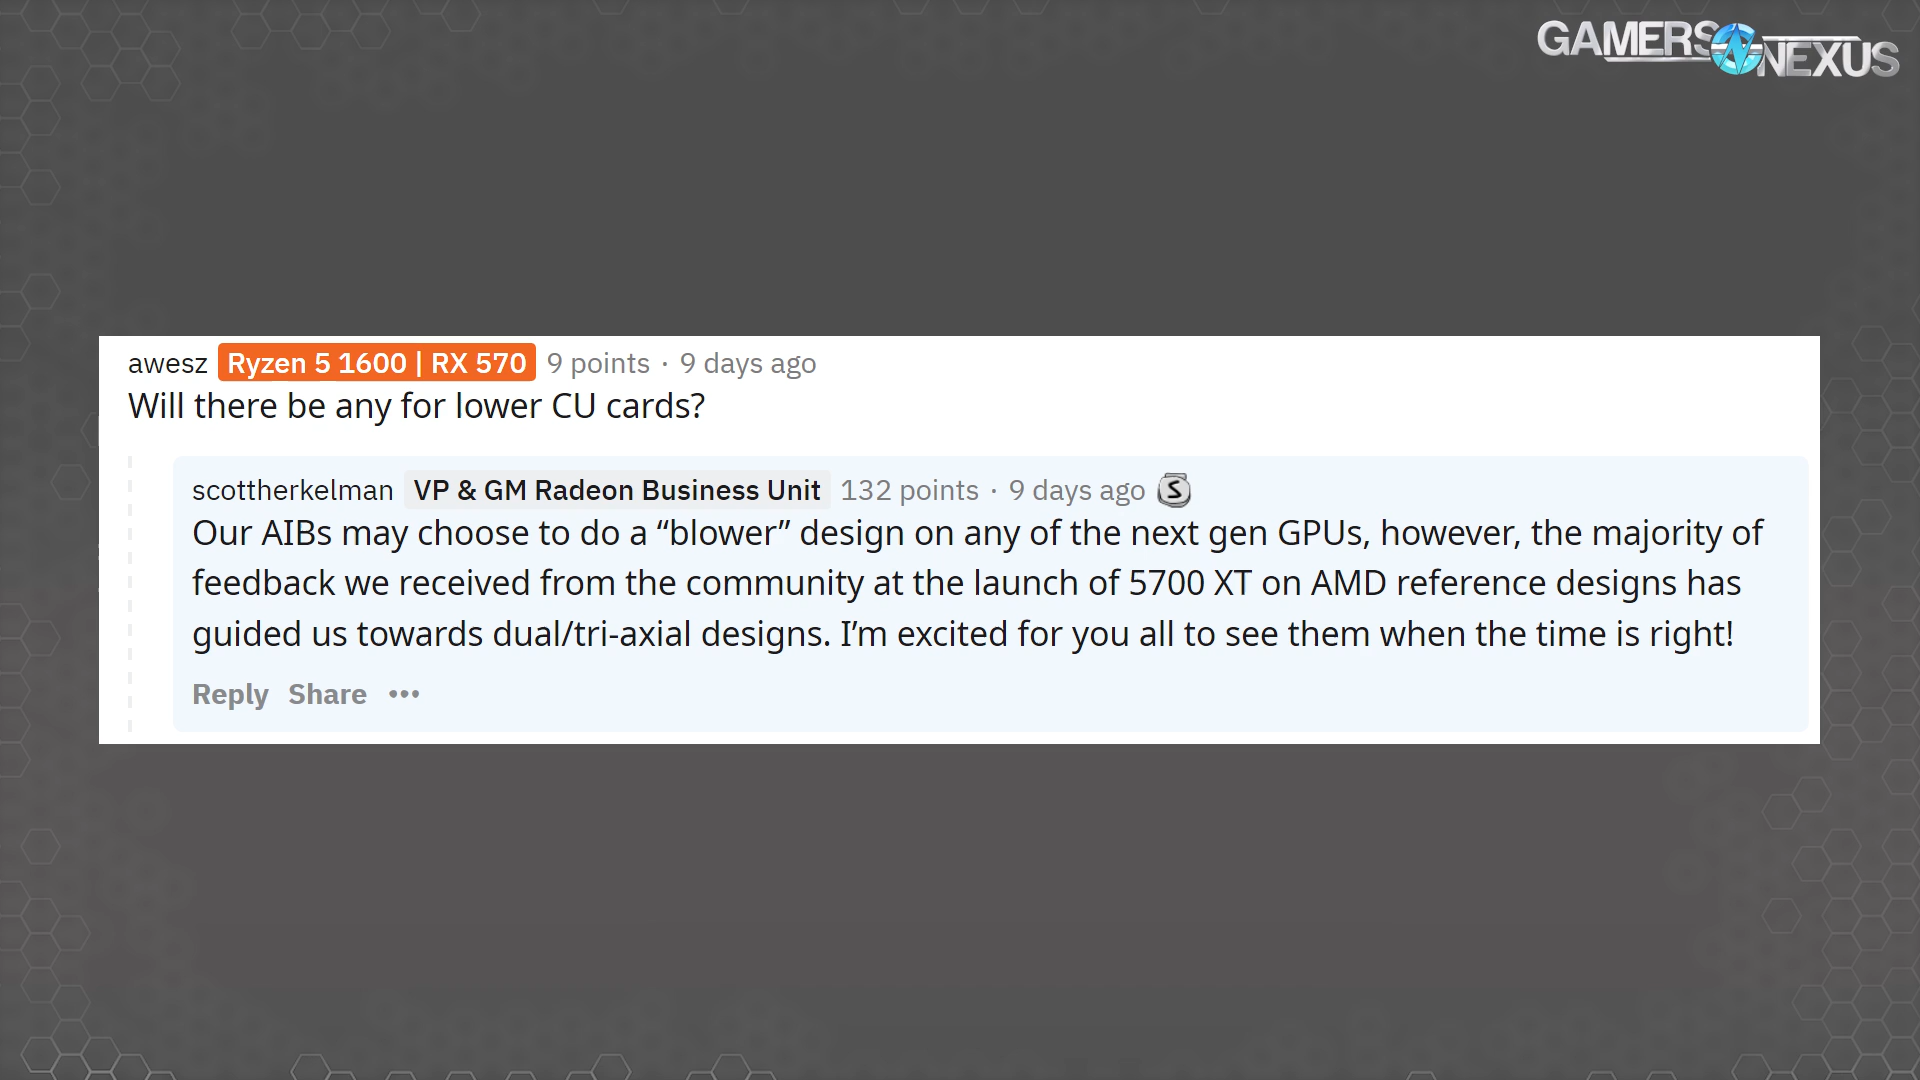 GAMERS NEXUS
awesz Ryzen 5 1600 | RX 570 9 points · 9 days ago
Will there be any for lower CU cards?
scottherkelman VP & GM Radeon Business Unit 132 points · 9 days ago S
Our AIBs may choose to do a “blower” design on any of the next gen GPUs, however, the majority of
feedback we received from the community at the launch of 5700 XT on AMD reference designs has
guided us towards dual/tri-axial designs. I’m excited for you all to see them when the time is right!
Reply Share •••